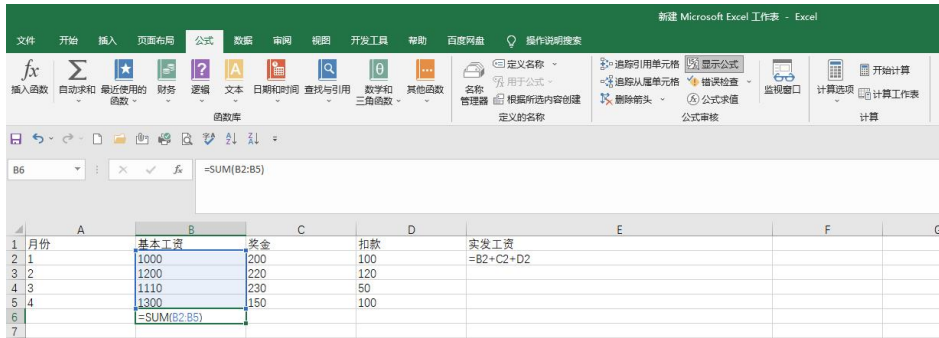 新建 Microsoft Excel 工作表 - Excel
文件 开始 插入 页面布局 公式 数据 审阅 视图 开发工具 帮助 百度网盘 操作说明搜索
fx Σ ? A θ
插入函数 自动求和 最近使用的函数 财务 逻辑 文本 日期和时间 查找与引用 数学和三角函数 其他函数
函数库
名称管理器 定义名称 用于公式 根据所选内容创建
定义的名称
追踪引用单元格 显示公式
追踪从属单元格 错误检查
删除箭头 公式求值
监视窗口
公式审核
计算选项 开始计算 计算工作表
计算
B6 fx =SUM(B2:B5)
A B C D E F G
1 月份 基本工资 奖金 扣款 实发工资
2 1 1000 200 100 =B2+C2+D2
3 2 1200 220 120
4 3 1110 230 50
5 4 1300 150 100
6 =SUM(B2:B5)
7